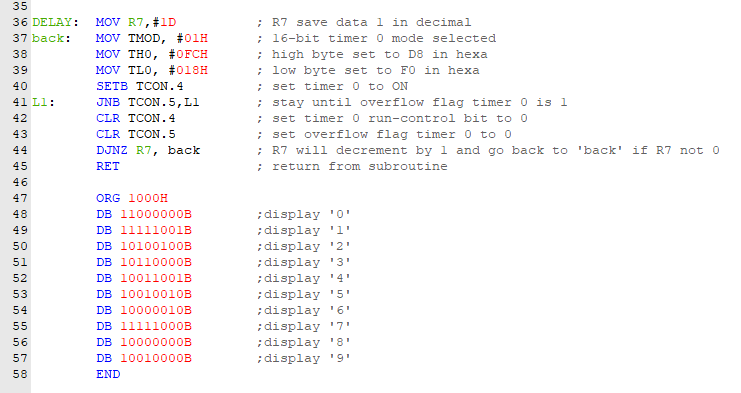 35
36 DELAY: MOV R7,#1D ; R7 save data 1 in decimal
37 back: MOV TMOD, #01H ; 16-bit timer 0 mode selected
38 MOV TH0, #0FCH ; high byte set to D8 in hexa
39 MOV TL0, #018H ; low byte set to F0 in hexa
40 SETB TCON.4 ; set timer 0 to ON
41 L1: JNB TCON.5,L1 ; stay until overflow flag timer 0 is 1
42 CLR TCON.4 ; set timer 0 run-control bit to 0
43 CLR TCON.5 ; set overflow flag timer 0 to 0
44 DJNZ R7, back ; R7 will decrement by 1 and go back to 'back' if R7 not 0
45 RET ; return from subroutine
46
47 ORG 1000H
48 DB 11000000B ;display '0'
49 DB 11111001B ;display '1'
50 DB 10100100B ;display '2'
51 DB 10110000B ;display '3'
52 DB 10011001B ;display '4'
53 DB 10010010B ;display '5'
54 DB 10000010B ;display '6'
55 DB 11111000B ;display '7'
56 DB 10000000B ;display '8'
57 DB 10010000B ;display '9'
58 END